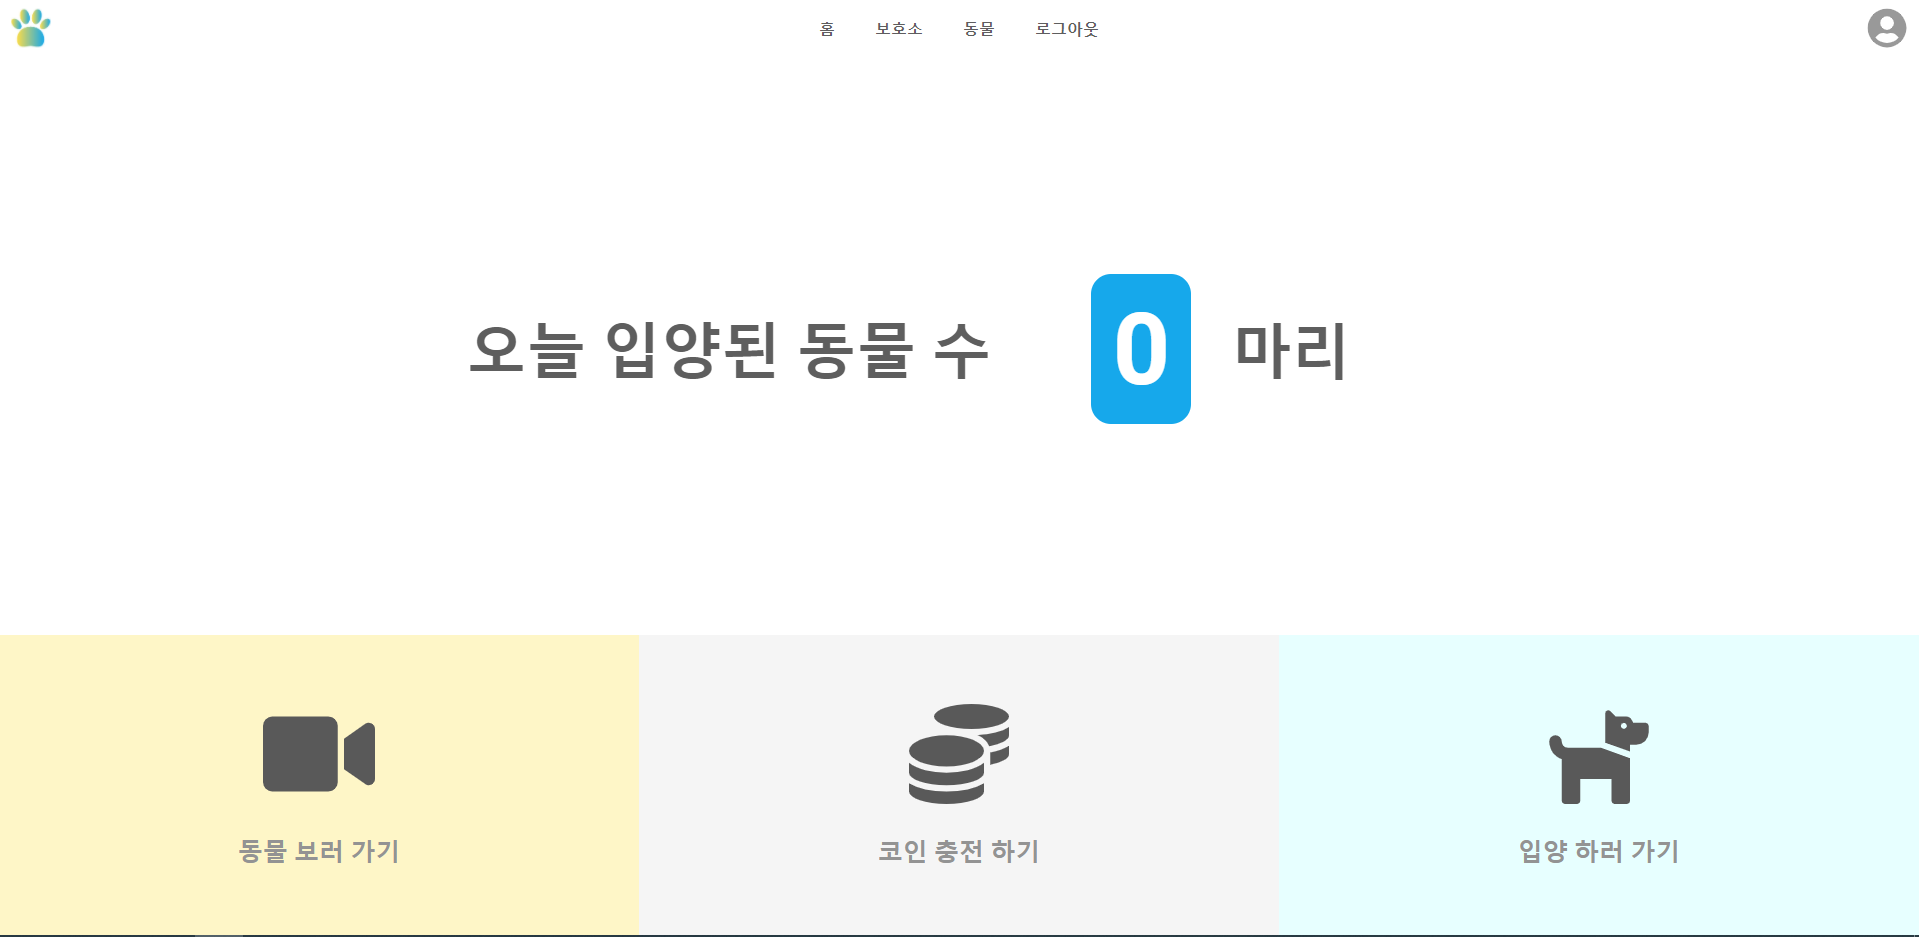 홈 보호소 동물 로그아웃
오늘 입양된 동물 수 0 마리
동물 보러 가기
코인 충전 하기
입양 하러 가기